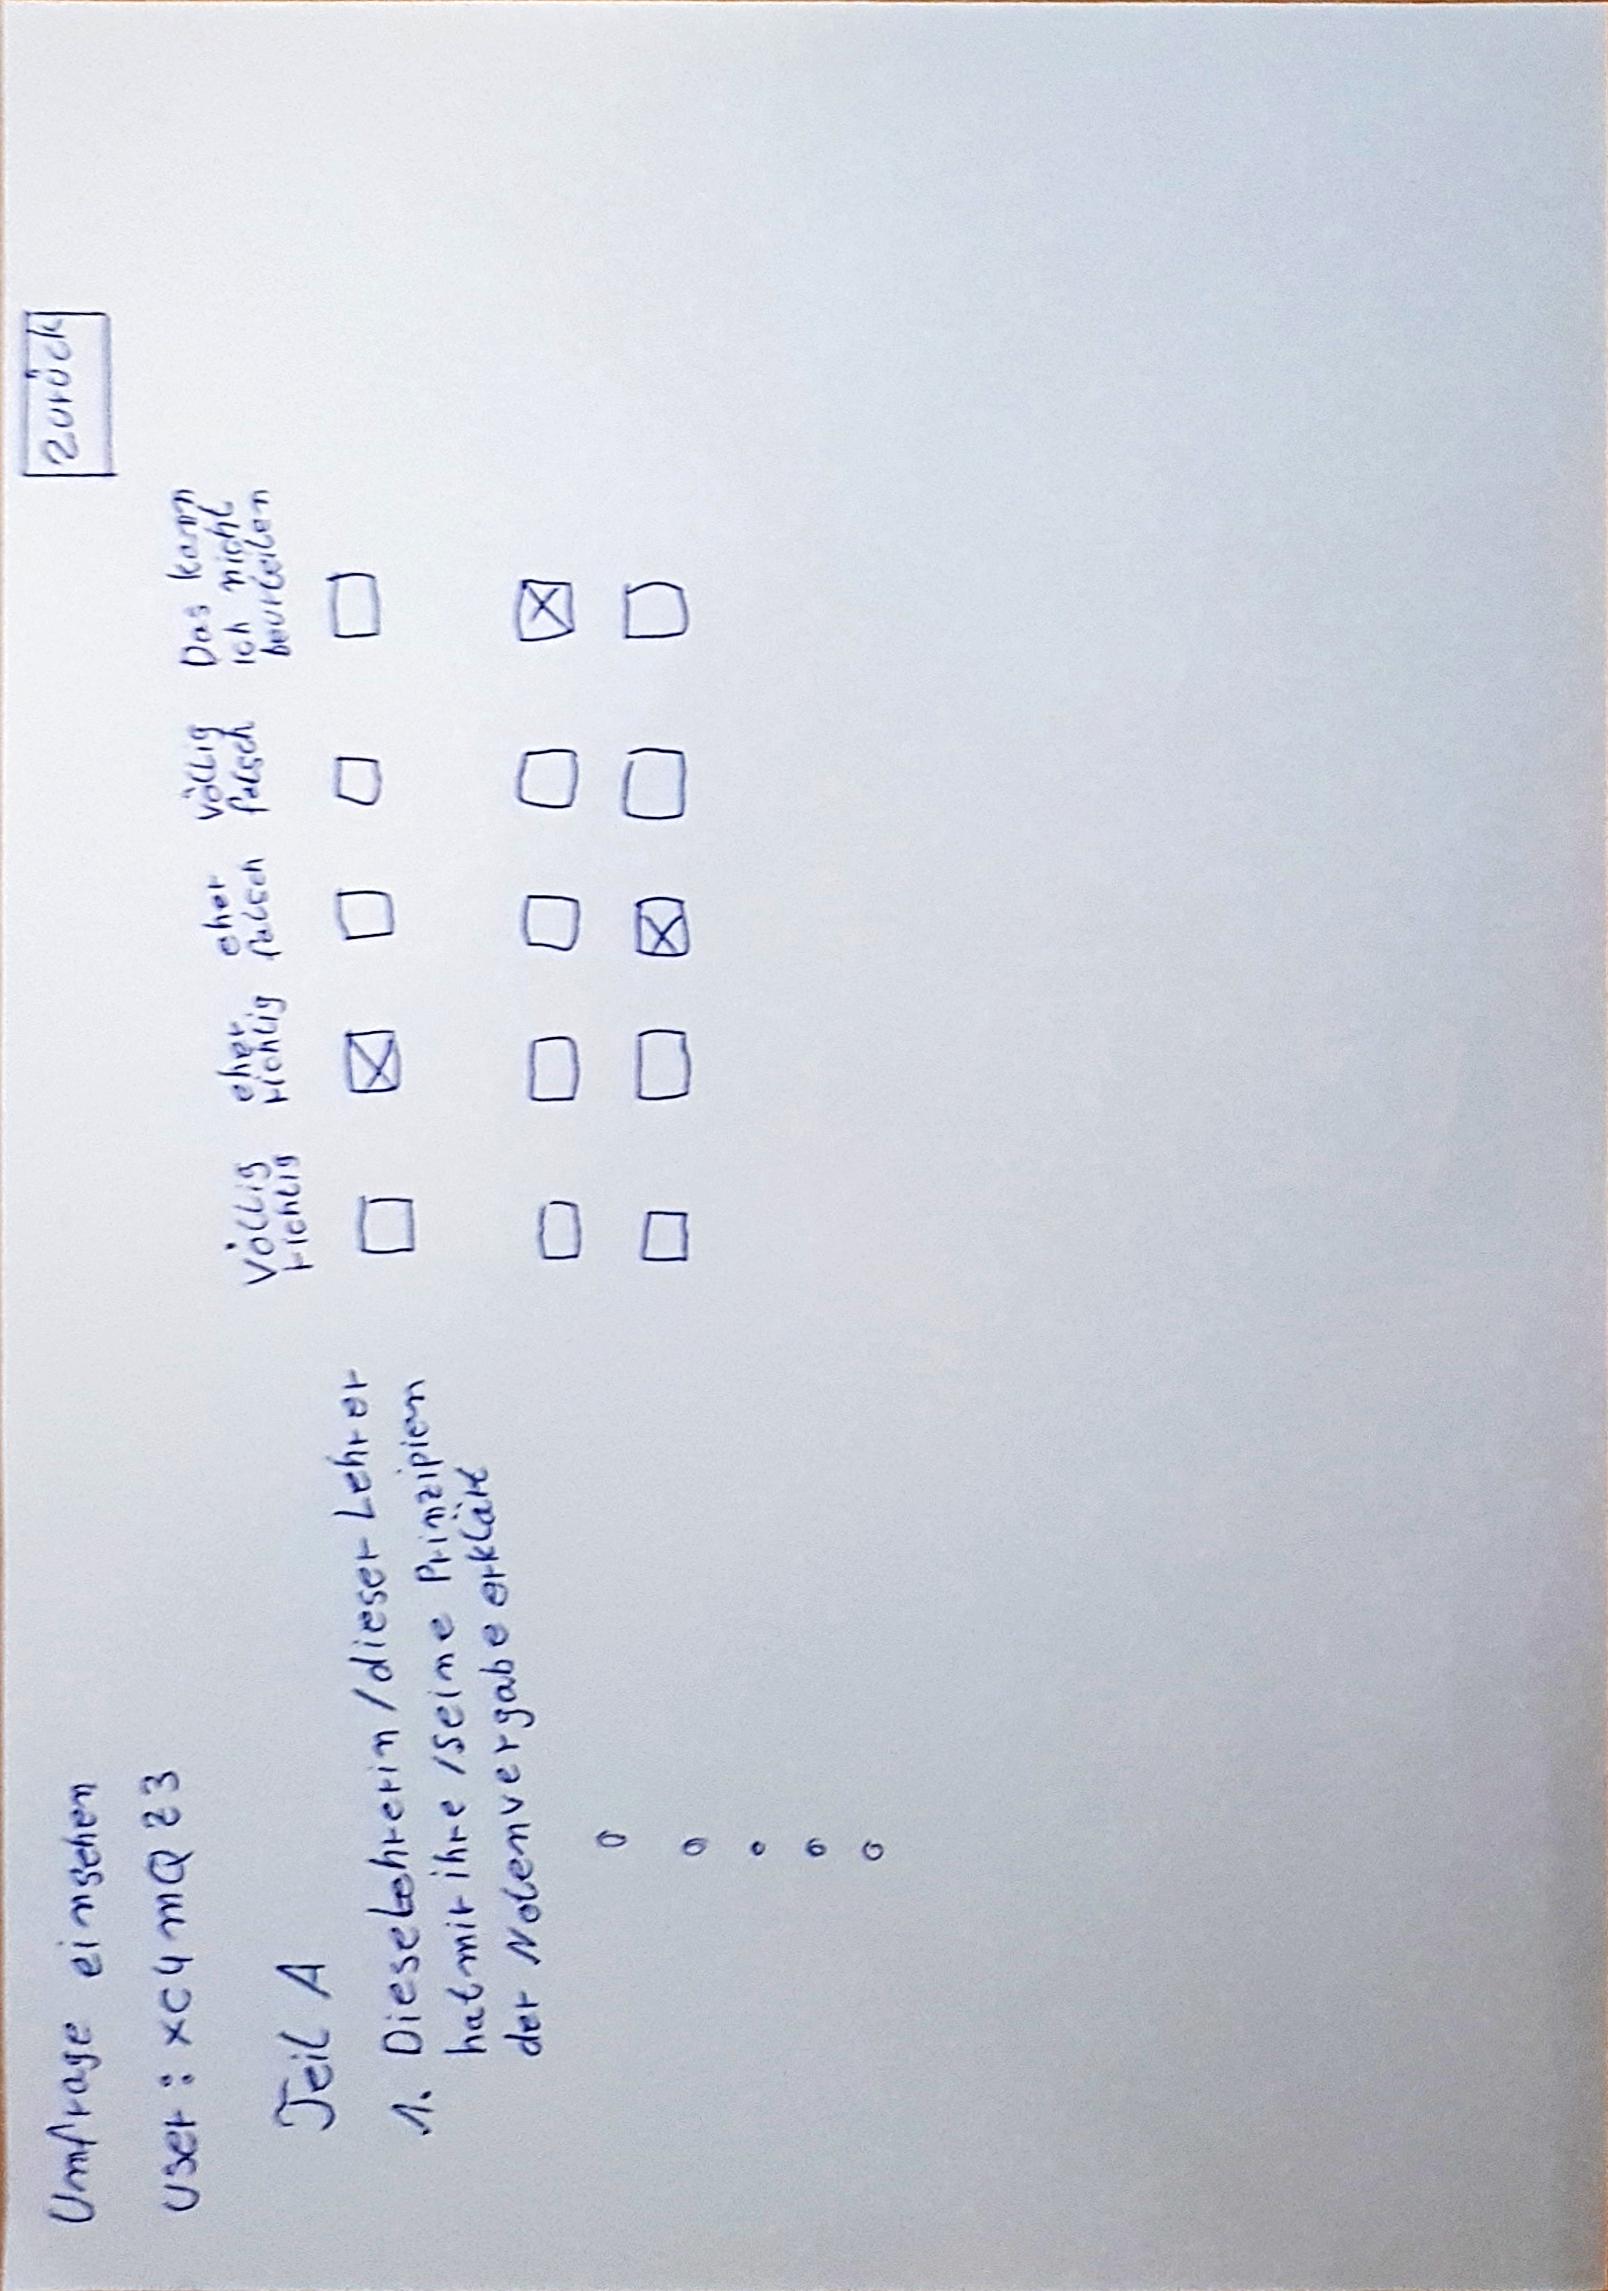 Umfrage einsehen
Zurück
User: xc4mQZ3
völlig richtig
eher richtig
eher falsch
völlig falsch
Das kann ich nicht beurteilen
Teil A
1. Diese Lehrerin / dieser Lehrer
hat mir ihre / seine Prinzipien
der Notenvergabe erklärt